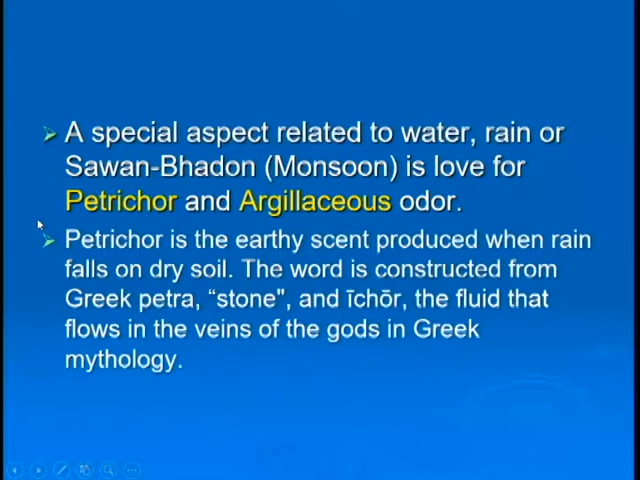 A special aspect related to water, rain or
Sawan-Bhadon (Monsoon) is love for
Petrichor and Argillaceous odor.
Petrichor is the earthy scent produced when rain
falls on dry soil. The word is constructed from
Greek petra, “stone", and īchōr, the fluid that
flows in the veins of the gods in Greek
mythology.